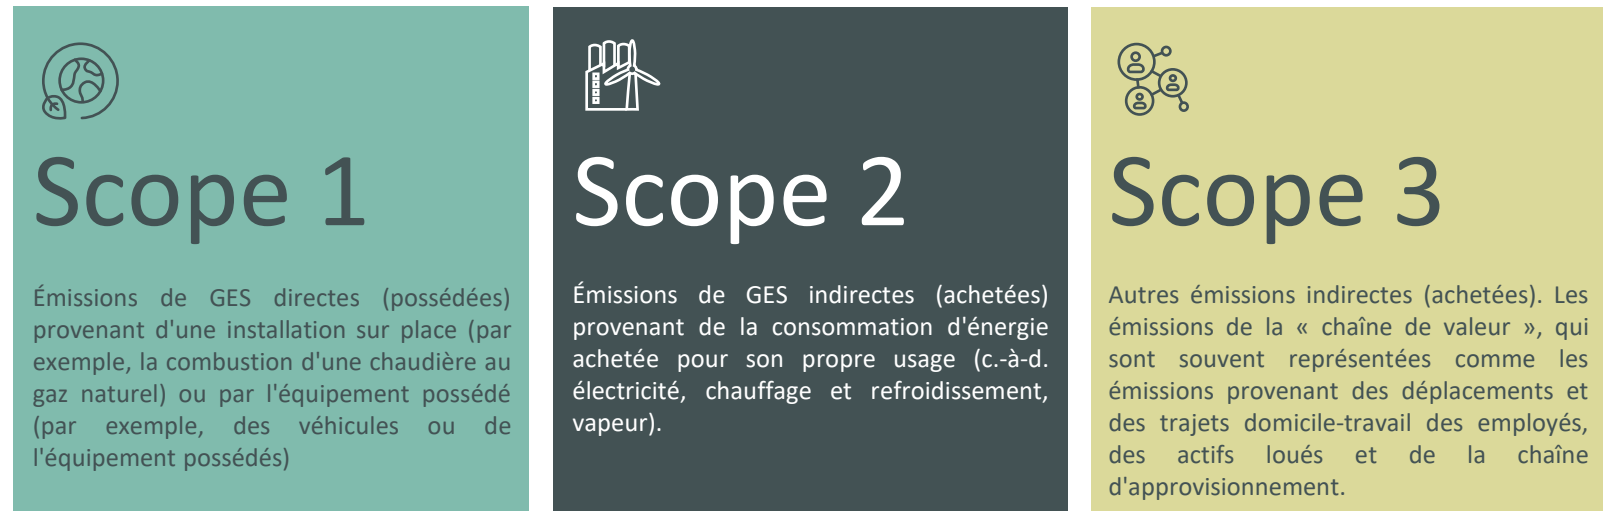 Scope 1
Émissions de GES directes (possédées)
provenant d'une installation sur place (par
exemple, la combustion d'une chaudière au
gaz naturel) ou par l'équipement possédé
(par exemple, des véhicules ou de
l'équipement possédés)
Scope 2
Émissions de GES indirectes (achetées)
provenant de la consommation d'énergie
achetée pour son propre usage (c.-à-d.
électricité, chauffage et refroidissement,
vapeur).
Scope 3
Autres émissions indirectes (achetées). Les
émissions de la « chaîne de valeur », qui
sont souvent représentées comme les
émissions provenant des déplacements et
des trajets domicile-travail des employés,
des actifs loués et de la chaîne
d'approvisionnement.